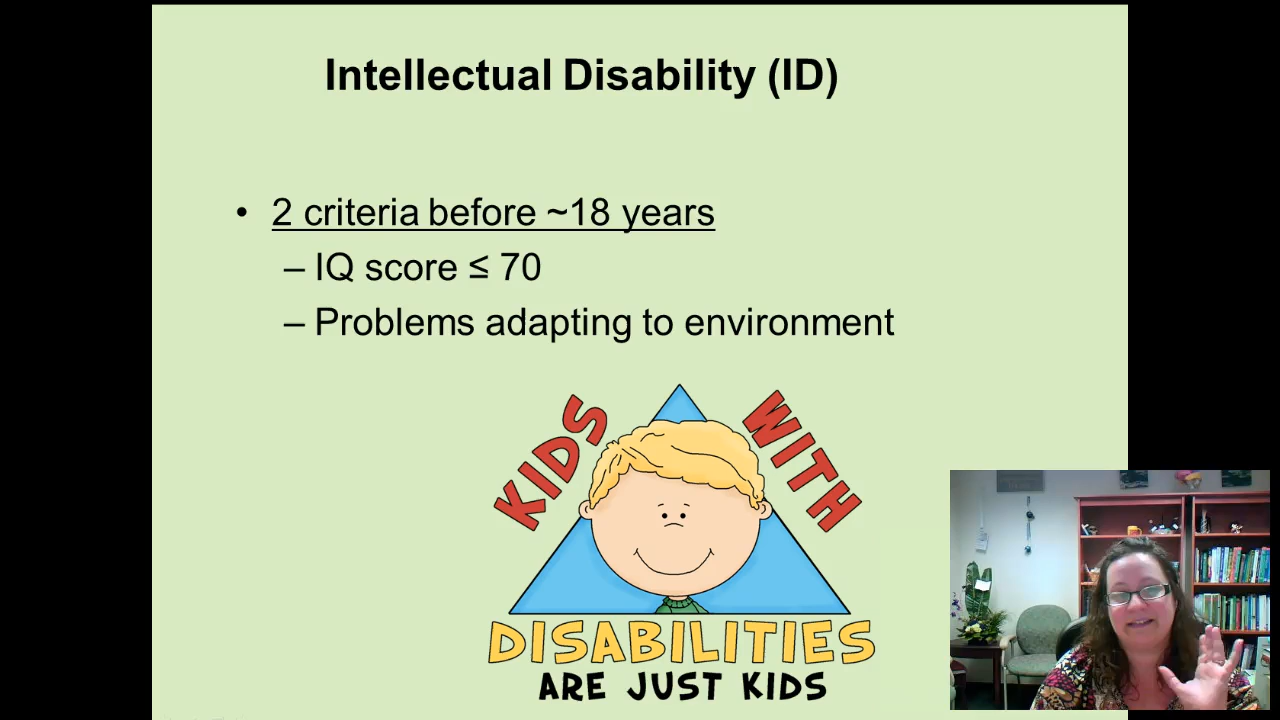 Intellectual Disability (ID)
• 2 criteria before ~18 years
– IQ score ≤ 70
– Problems adapting to environment
KIDS WITH
DISABILITIES
ARE JUST KIDS